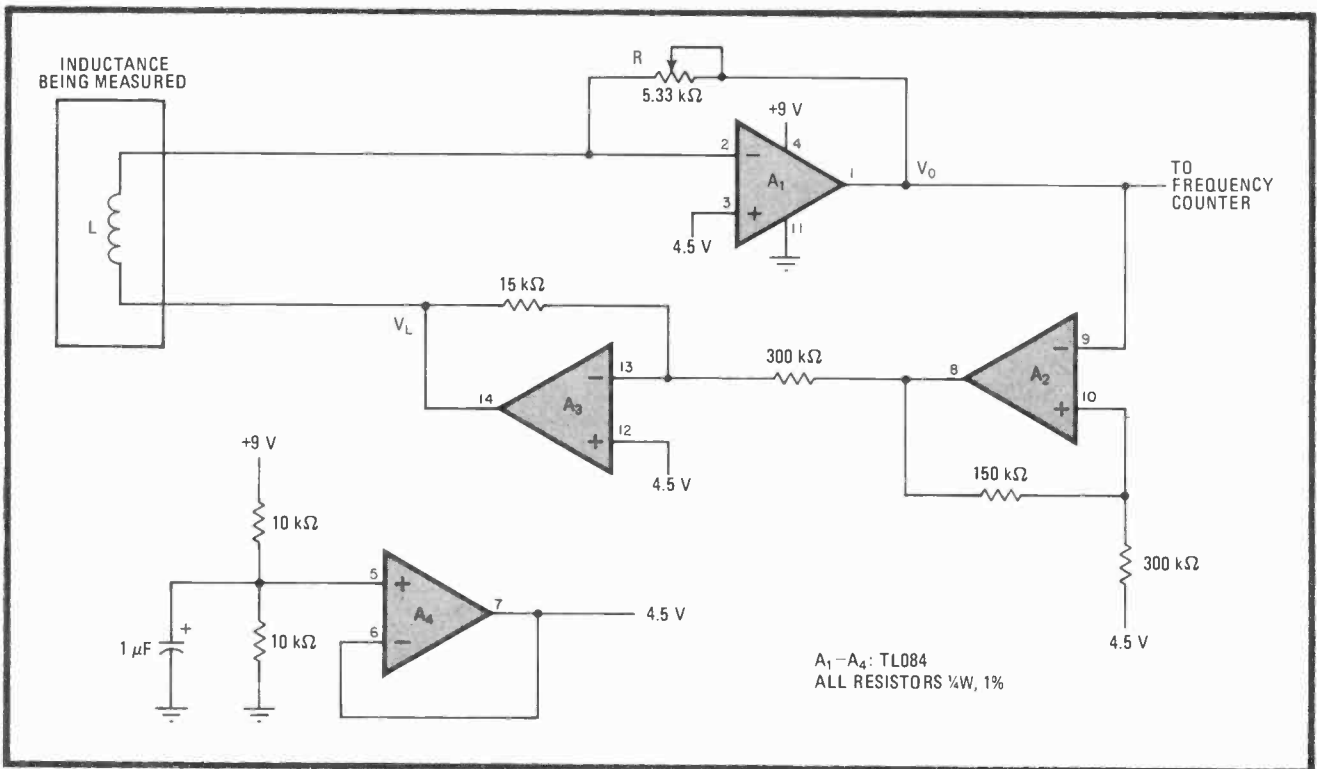 INDUCTANCE
BEING MEASURED
L
R
5.33 kΩ
+9 V
2
−
4
A₁
1
V₀
3
+
11
4.5 V
TO
FREQUENCY
COUNTER
15 kΩ
V_L
300 kΩ
13
−
A₃
14
12
+
4.5 V
9
−
A₂
8
10
+
150 kΩ
300 kΩ
4.5 V
+9 V
10 kΩ
5
+
A₄
7
4.5 V
6
−
+
1 µF
10 kΩ
A₁–A₄: TL084
ALL RESISTORS ¼W, 1%